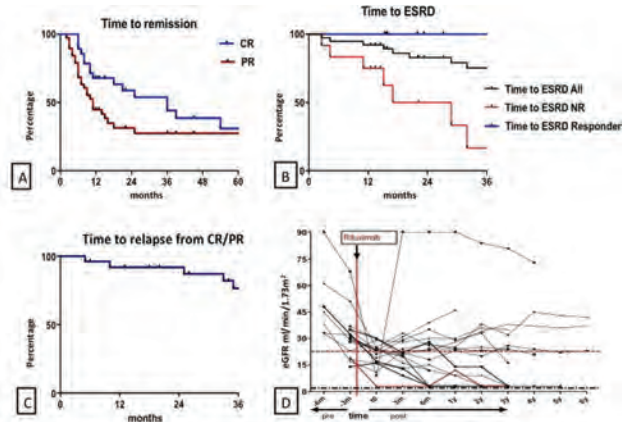 Time to remission
100
CR
PR
50
0
Percentage
0 12 24 36 48 60
months
A
Time to ESRD
100
50
0
Percentage
0 12 24 36
months
Time to ESRD All
Time to ESRD NR
Time to ESRD Responder
B
Time to relapse from CR/PR
100
50
0
Percentage
0 12 24 36
months
C
Rituximab
90
75
60
45
30
15
0
eGFR ml/min/1.73m²
pre time post
D